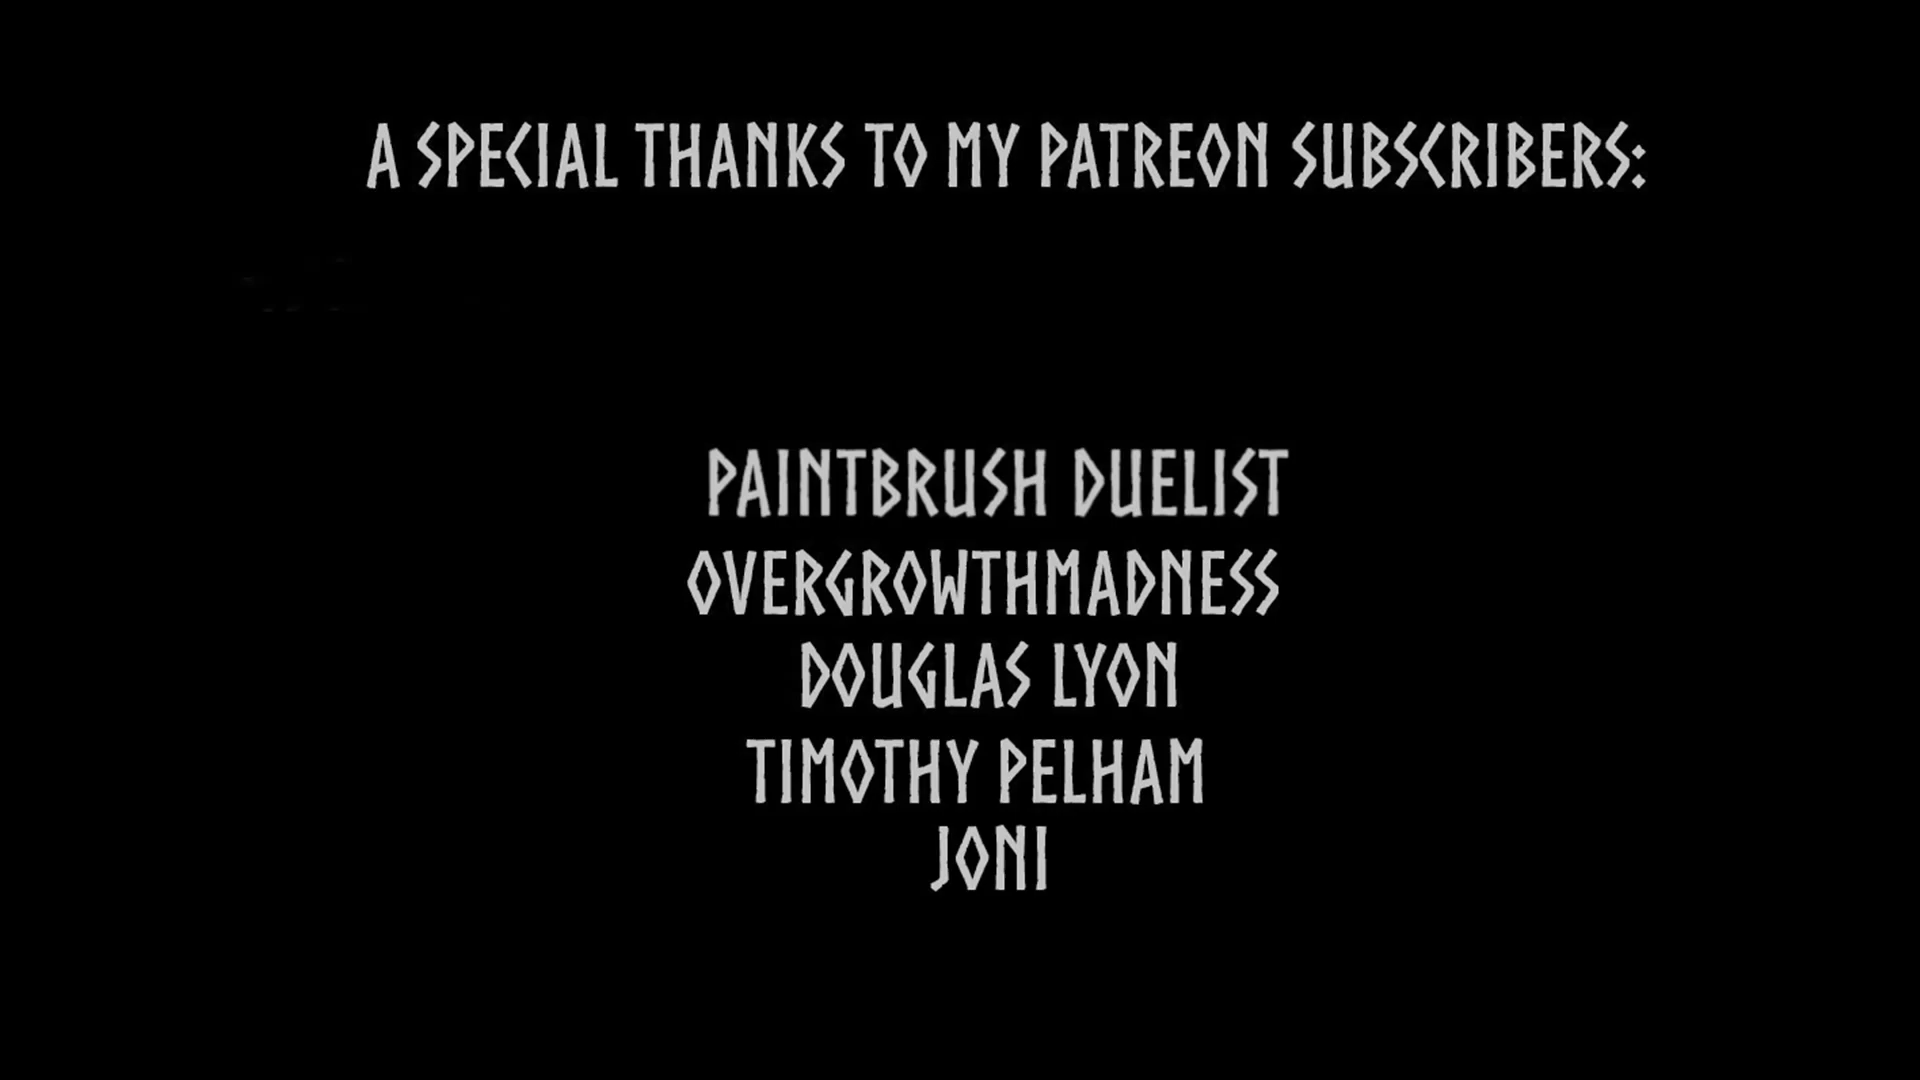 A SPECIAL THANKS TO MY PATREON SUBSCRIBERS:
PAINTBRUSH DUELIST
OVERGROWTHMADNESS
DOUGLAS LYON
TIMOTHY PELHAM
JONI